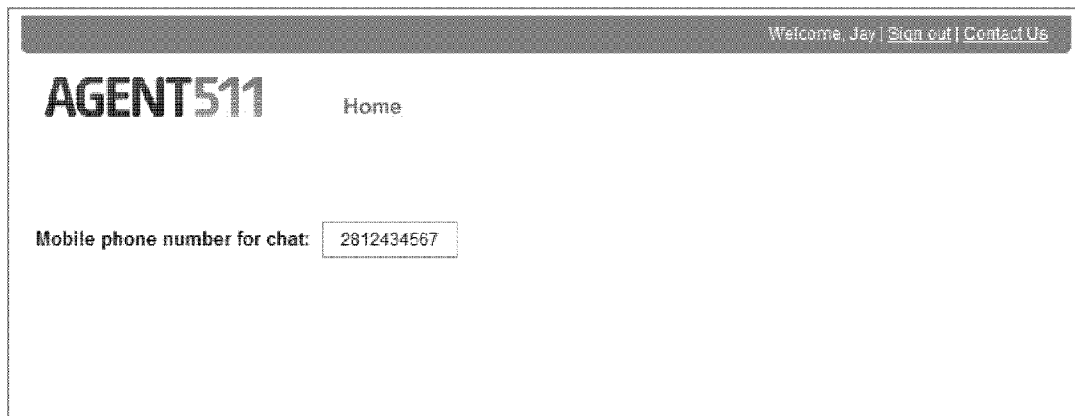 Welcome, Jay | Sign out | Contact Us
AGENT511 Home
Mobile phone number for chat: 2812434567